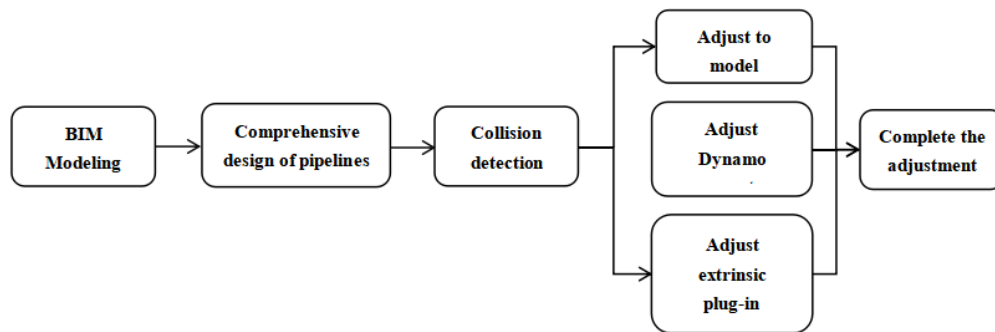 BIM
Modeling
Comprehensive
design of pipelines
Collision
detection
Adjust to
model
Adjust
Dynamo
Adjust
extrinsic
plug-in
Complete the
adjustment